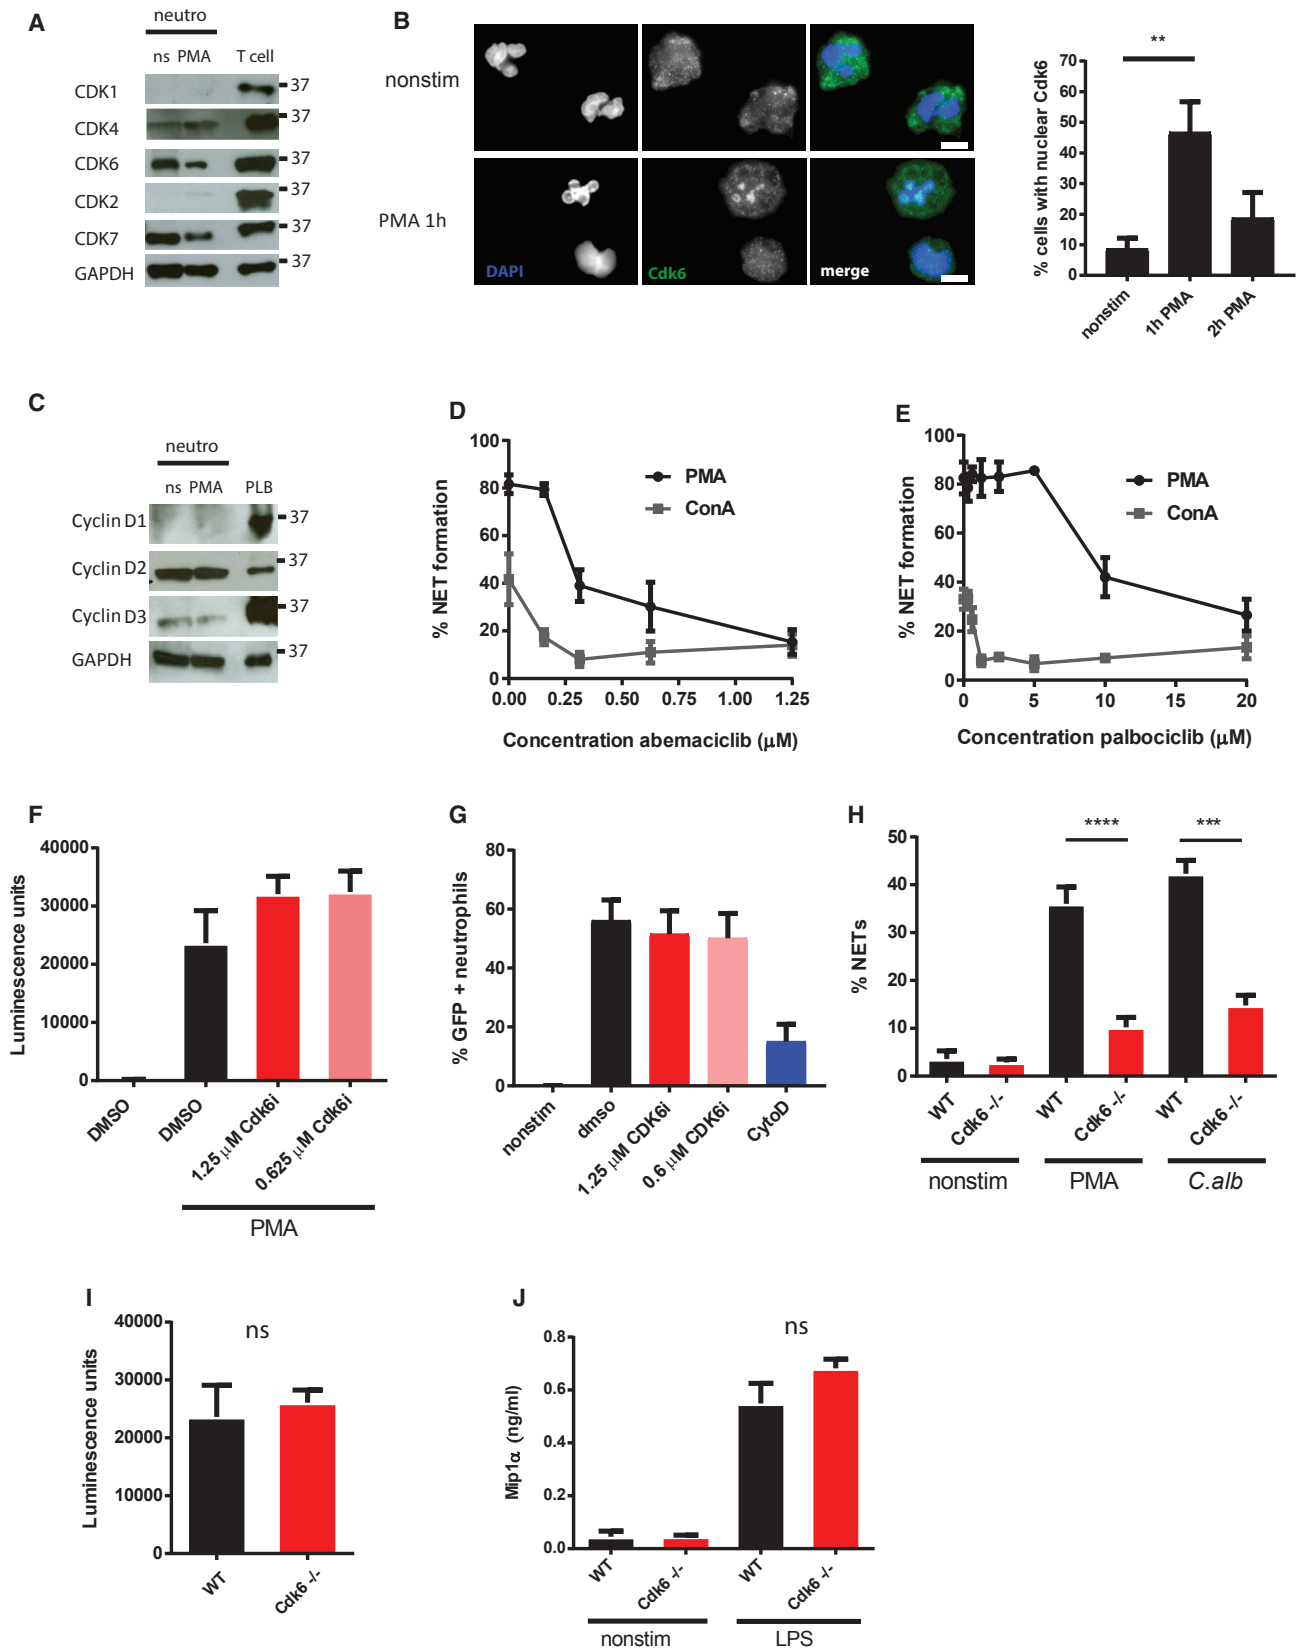 A
neutro
ns PMA T cell
CDK1 37
CDK4 37
CDK6 37
CDK2 37
CDK7 37
GAPDH 37
B
nonstim
PMA 1h
DAPI Cdk6 merge
% cells with nuclear Cdk6
**
70
60
50
40
30
20
10
0
nonstim 1h PMA 2h PMA
C
neutro
ns PMA PLB
Cyclin D1 37
Cyclin D2 37
Cyclin D3 37
GAPDH 37
D
% NET formation
100
80
60
40
20
0
PMA
ConA
0.00 0.25 0.50 0.75 1.00 1.25
Concentration abemaciclib (μM)
E
% NET formation
100
80
60
40
20
0
PMA
ConA
0 5 10 15 20
Concentration palbociclib (μM)
F
Luminescence units
40000
30000
20000
10000
0
DMSO DMSO 1.25 μM Cdk6i 0.625 μM Cdk6i
PMA
G
% GFP + neutrophils
80
60
40
20
0
nonstim dmso 1.25 μM CDK6i 0.6 μM CDK6i CytoD
H
% NETs
50
40
30
20
10
0
**** ***
WT Cdk6 -/- WT Cdk6 -/- WT Cdk6 -/-
nonstim PMA C.alb
I
Luminescence units
40000
30000
20000
10000
0
ns
WT Cdk6 -/-
J
Mip1α (ng/ml)
0.8
0.6
0.4
0.2
0.0
ns
WT Cdk6 -/- WT Cdk6 -/-
nonstim LPS